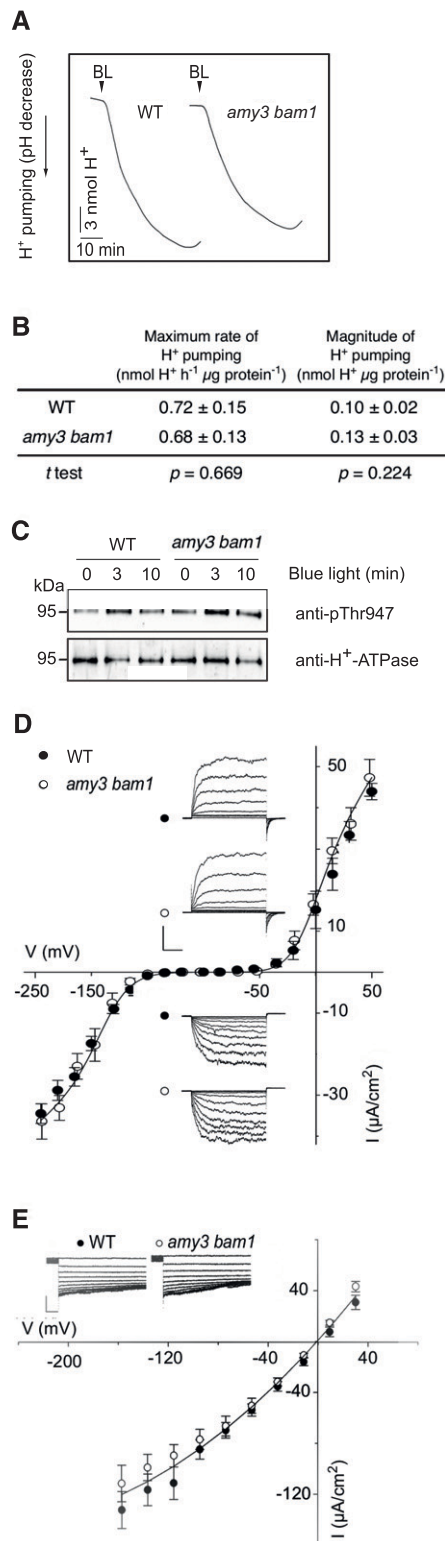 A
BL BL
WT amy3 bam1
H+ pumping (pH decrease)
3 nmol H+
10 min
B
Maximum rate of H+ pumping (nmol H+ h-1 µg protein-1)
Magnitude of H+ pumping (nmol H+ µg protein-1)
WT 0.72 ± 0.15 0.10 ± 0.02
amy3 bam1 0.68 ± 0.13 0.13 ± 0.03
t test p = 0.669 p = 0.224
C
WT amy3 bam1
kDa 0 3 10 0 3 10 Blue light (min)
95 anti-pThr947
95 anti-H+-ATPase
D
WT
amy3 bam1
50
10
V (mV)
-250 -150 -50 50
-10
-30
I (µA/cm2)
E
WT amy3 bam1
40
V (mV)
-200 -120 -40 40
-40
-120
I (µA/cm2)